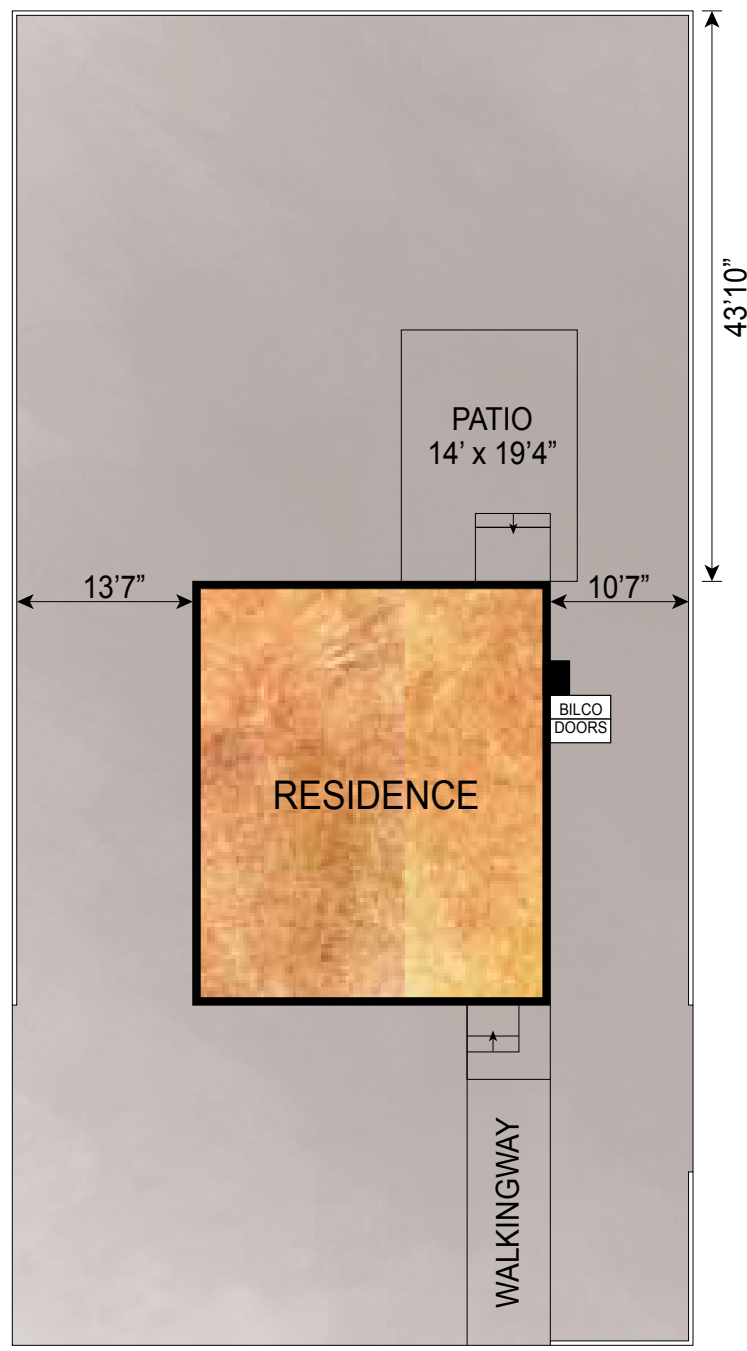 43’10”
PATIO
14’ x 19’4”
13’7”
10’7”
BILCO
DOORS
RESIDENCE
WALKINGWAY